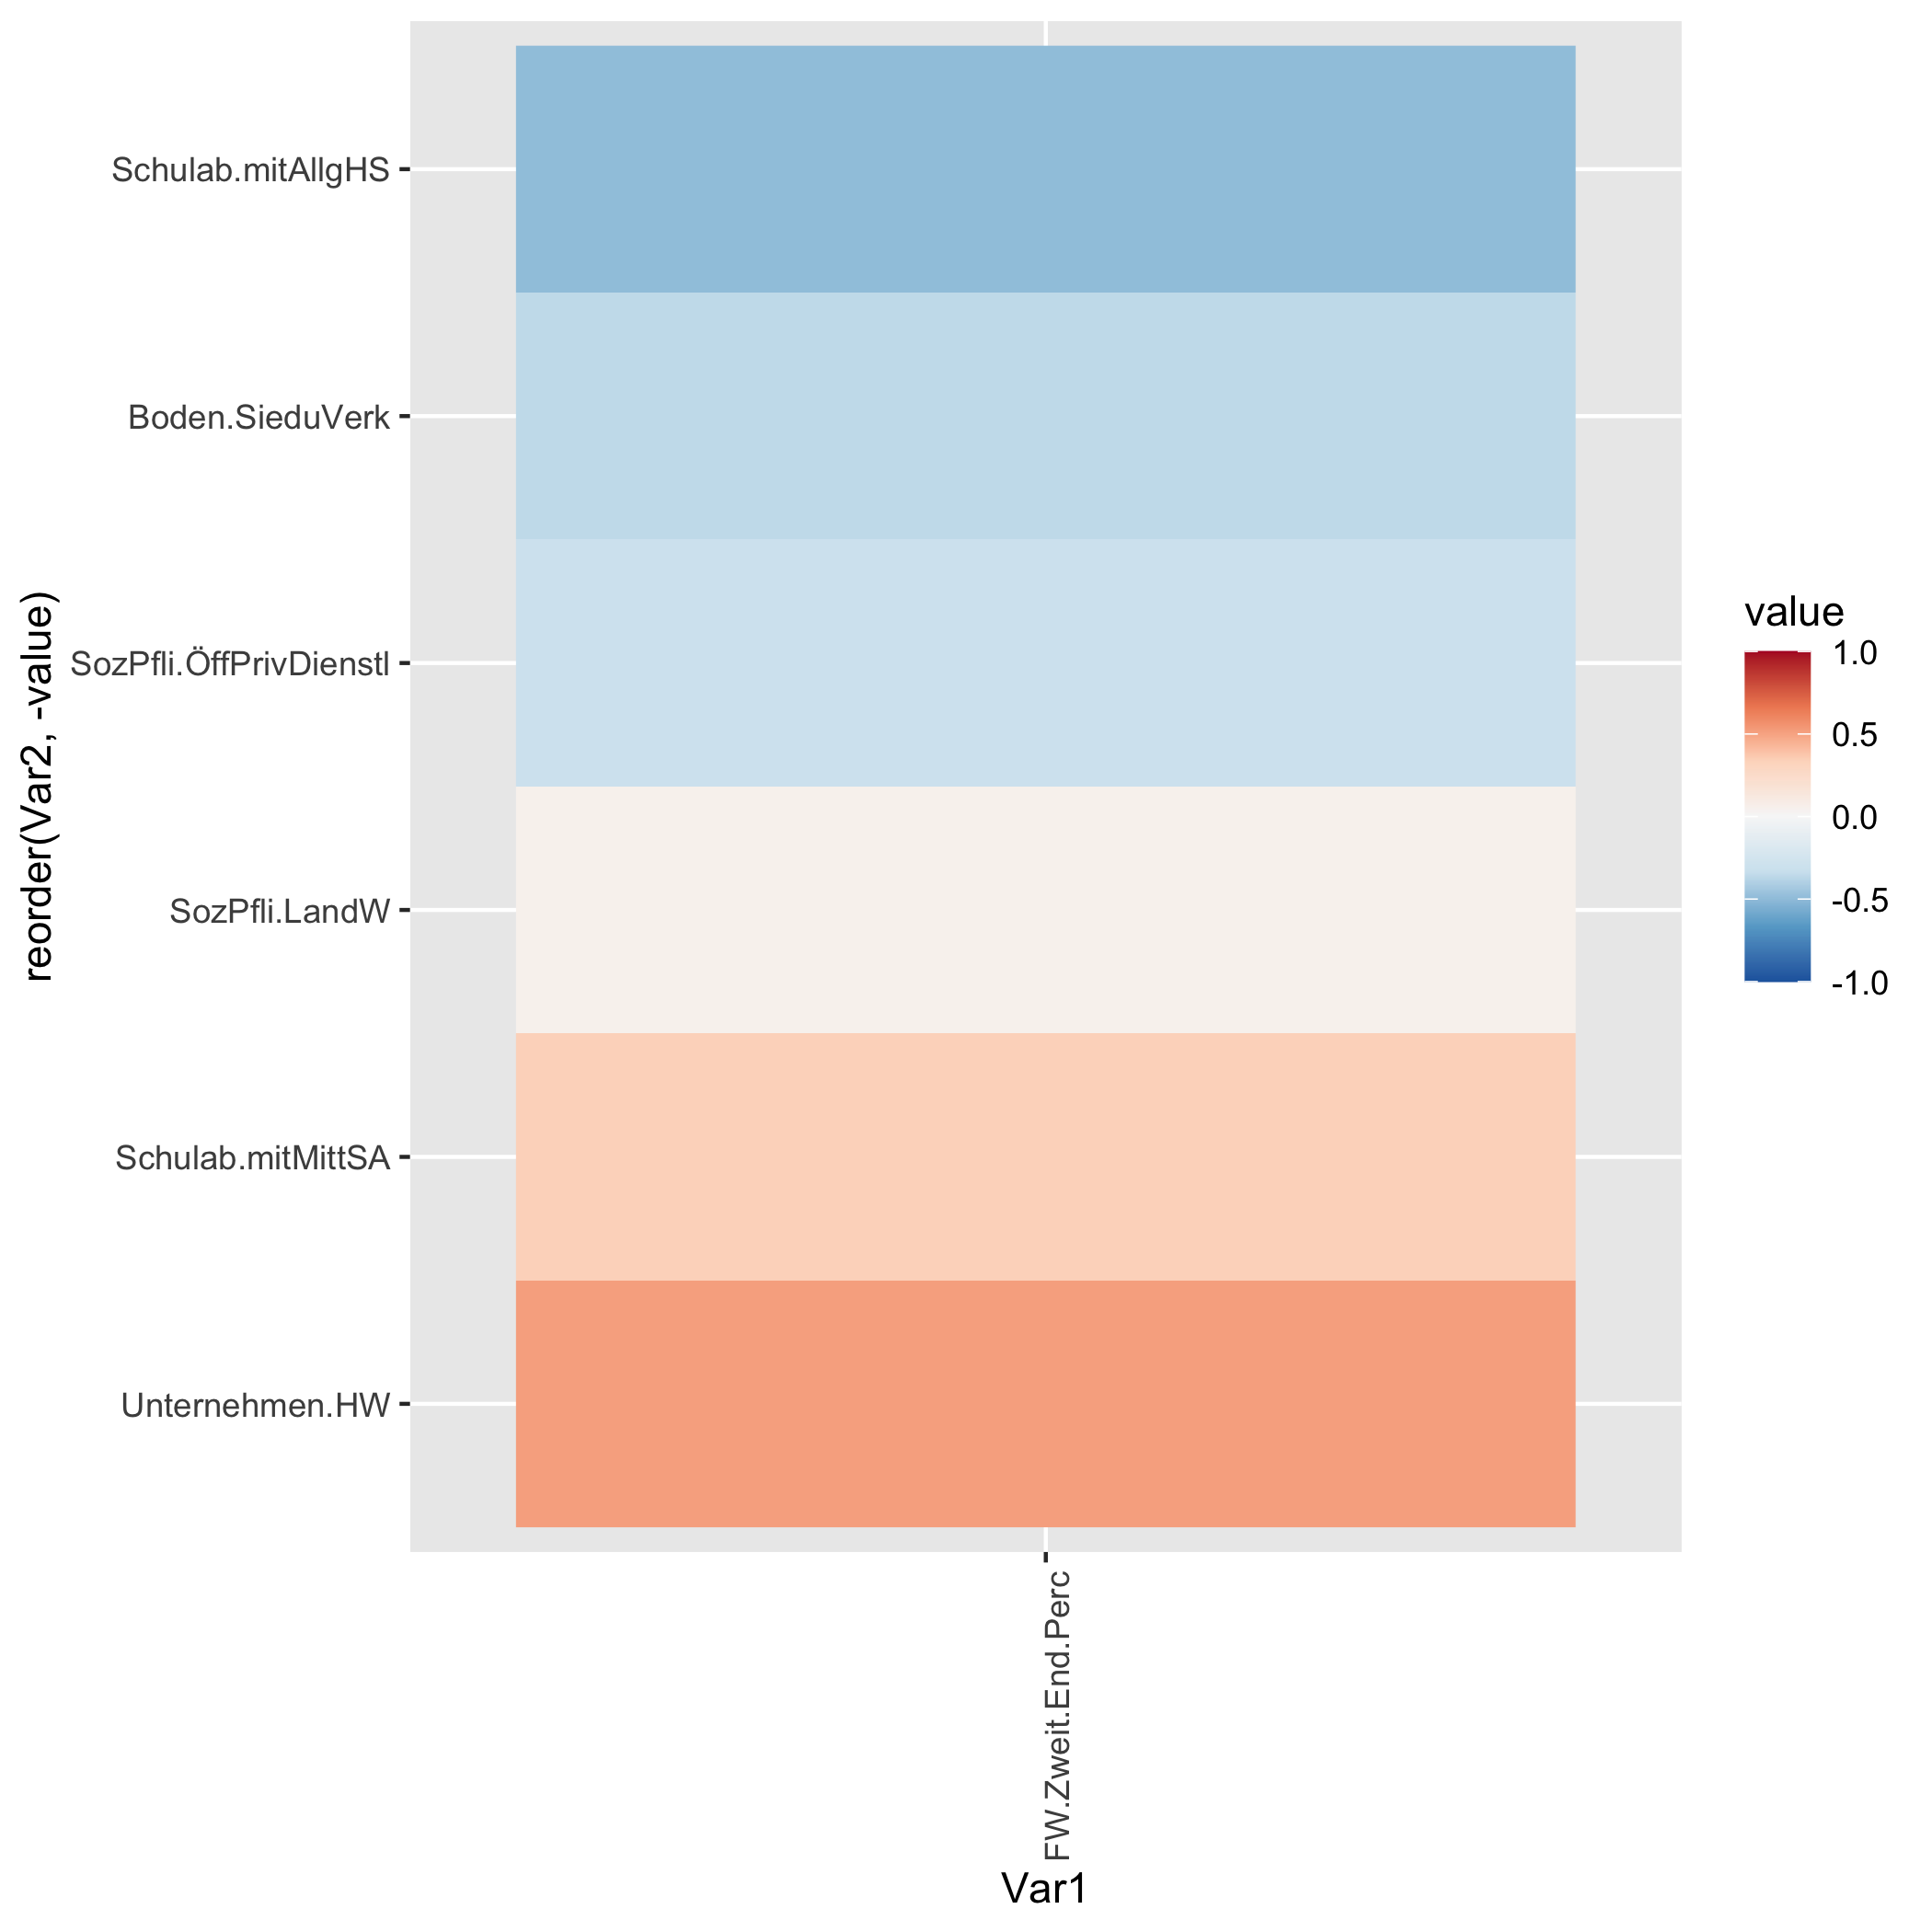 reorder(Var2, -value)
Schulab.mitAllgHS
Boden.SieduVerk
SozPfli.ÖffPrivDienstl
SozPfli.LandW
Schulab.mitMittSA
Unternehmen.HW
FW.Zweit.End.Perc
Var1
value
1.0
0.5
0.0
-0.5
-1.0